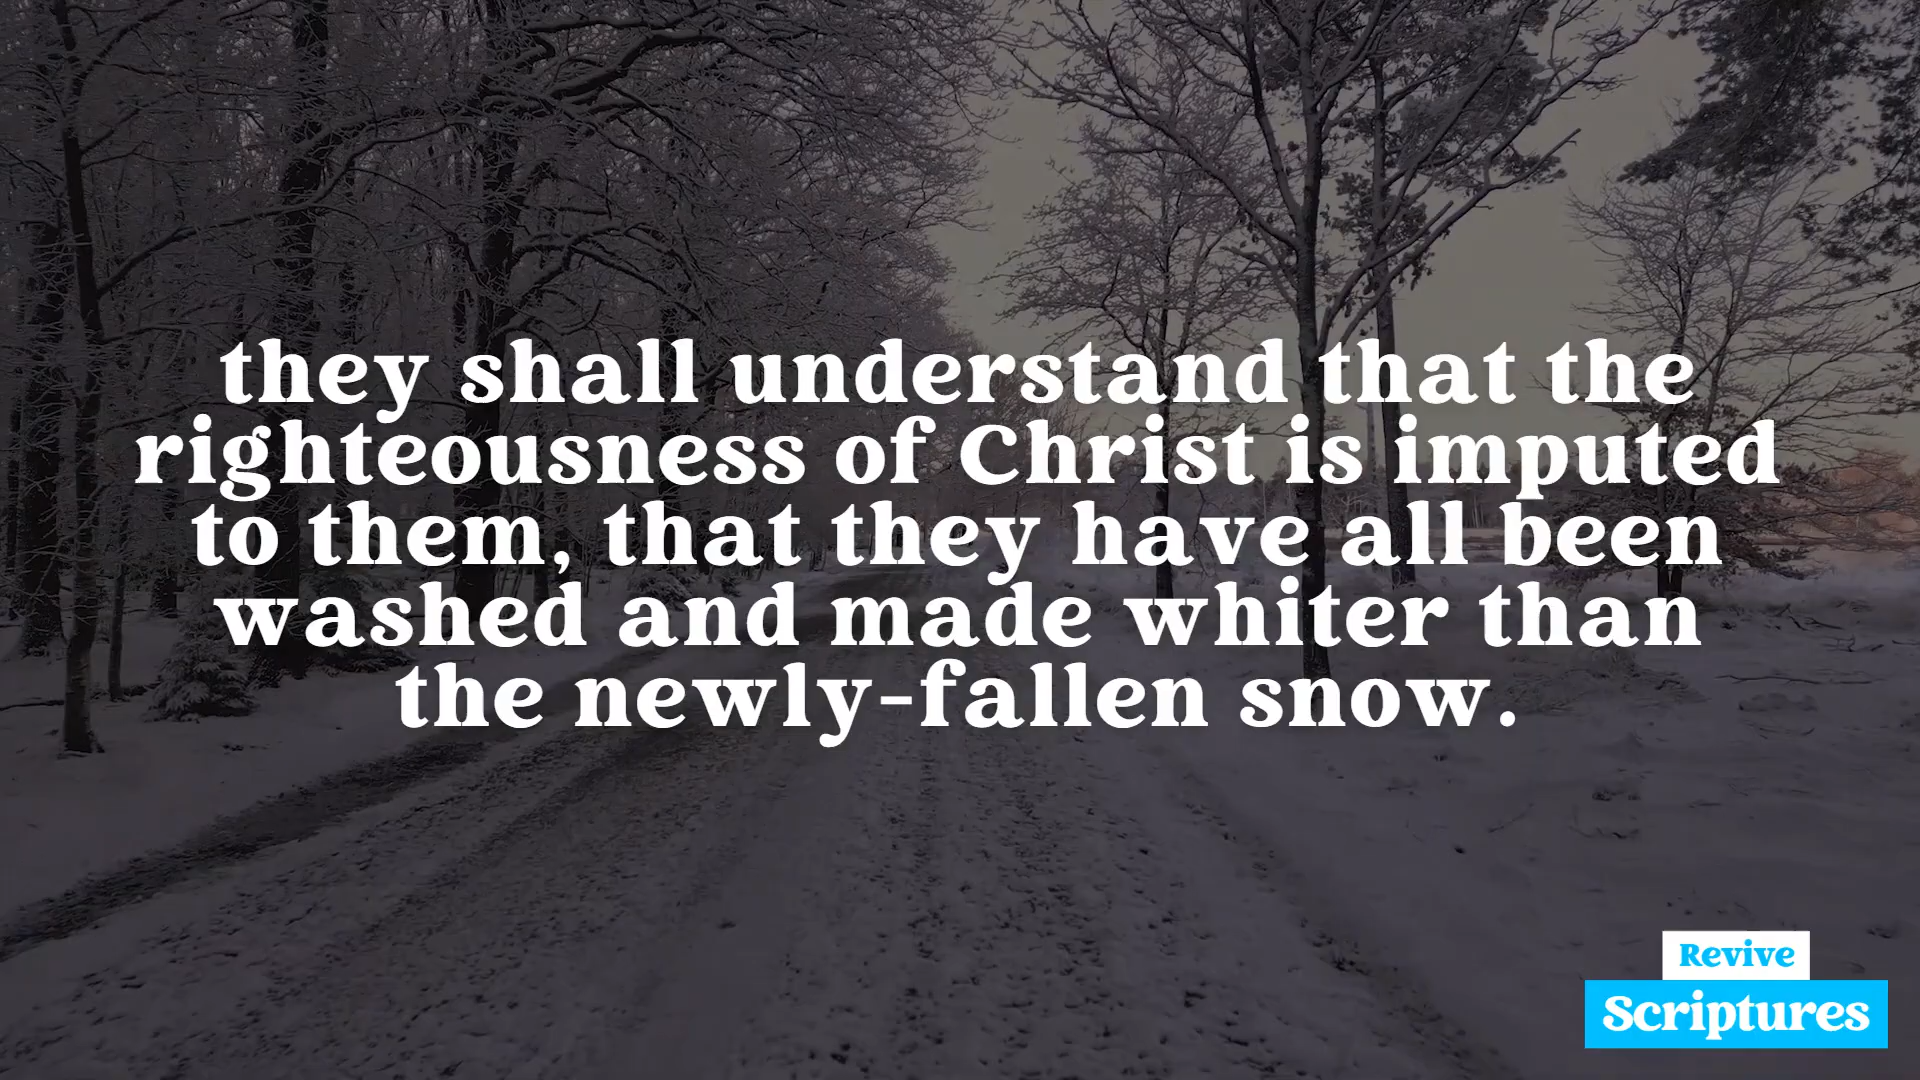 they shall understand that the
righteousness of Christ is imputed
to them, that they have all been
washed and made whiter than
the newly-fallen snow.
Revive
Scriptures